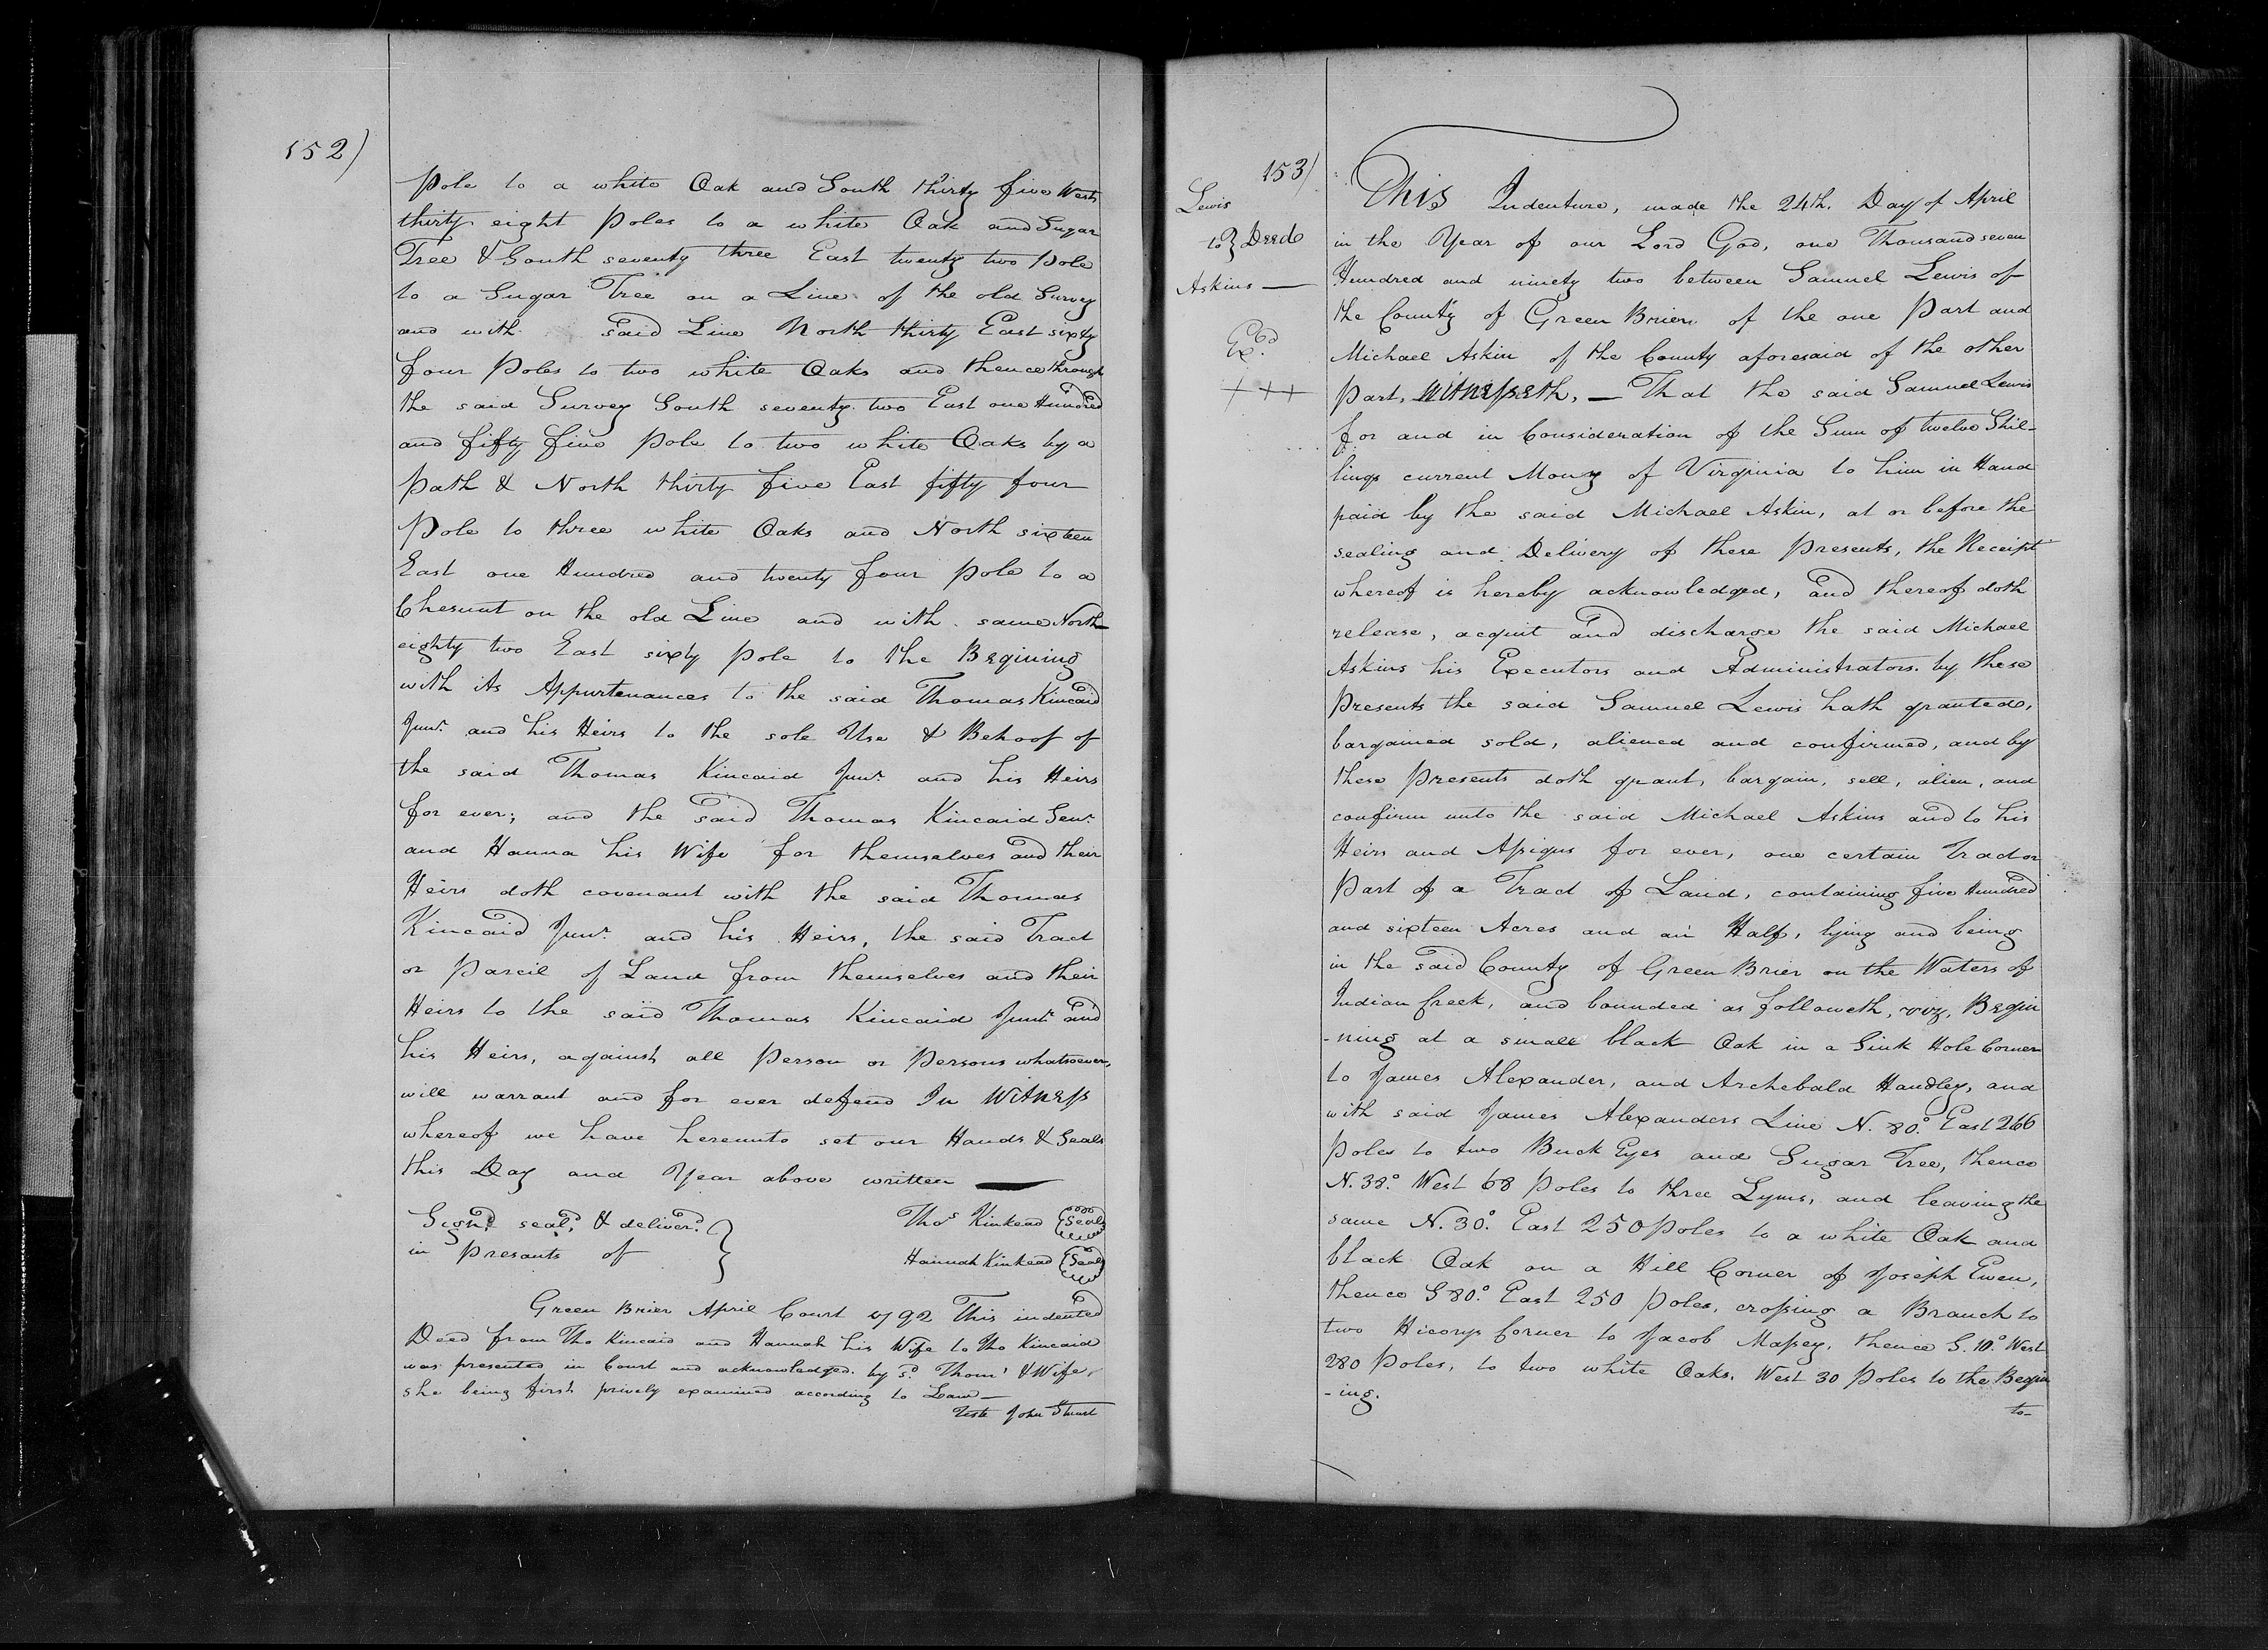 152)
pole to a white Oak and South thirty five West
thirty eight poles to a white Oak and Sugar
Tree & South seventy three East twenty two pole
to a Sugar Tree on a Line of the old Survey
and with said Line North thirty East sixty
four Poles to two white Oaks and thence through
the said Survey South seventy two East one Hundred
and fifty five pole to two white Oaks by a
path & North thirty five East fifty four
Pole to three white Oaks and North sixteen
East one Hundred and twenty four pole to a
Chesunt on the old Line and with same North
eighty two East sixty pole to the Begining
with its Appurtenances to the said Thomas Kincaid
Junr. and his Heirs to the sole Use & Behoof of
the said Thomas Kincaid Junr. and his Heirs
for ever; and the said Thomas Kincaid Senr.
and Hanna his Wife for themselves and their
Heirs doth covenant with the said Thomas
Kincaid Junr. and his Heirs, the said Tract
or Parcil of Land from themselves and their
Heirs to the said Thomas Kincaid Junr. and
his Heirs, against all Person or Persons whatsoever,
will warrant and for ever defend In Witness
whereof we have hereunto set our Hands & Seals
this Day and Year above written —
Signd. seald. & deliverd. Thos Kinkead (Seal)
in presants of } Hannah Kinkead (Seal)
Green Brier April Court 1792 This indented
Deed from Tho Kincaid and Hannah his Wife to Tho Kincaid
was presented in Court and acknowledged by sd. Thoms & Wife,
she being first prively examined according to Law—
Teste John Stuart
153)
Lewis
to } Deed
Askins —
Exd.
+ + +
This Indenture, made the 24th. Day of April
in the Year of our Lord God, one Thousand seven
Hundred and ninety two between Samuel Lewis of
the County of Green Brier of the one Part and
Michael Askin of the County aforesaid of the other
part, Witnesseth, — That the said Samuel Lewis
for and in Consideration of the Sum of twelve Shil-
lings current Mony of Virginia to him in Hand
paid by the said Michael Askin, at or before the
sealing and Delivery of these Presents, the Receipt
whereof is hereby acknowledged, and thereof doth
release, acquit and discharge the said Michael
Askins his Executors and Administrators by these
Presents the said Samuel Lewis hath granted,
bargained sold, aliened and confirmed, and by
these Presents doth grant, bargain, sell, alien, and
confirm unto the said Michael Askins and to his
Heirs and Assigns for ever, one certain Tract or
Part of a Tract of Land, containing five Hundred
and sixteen Acres and an Half, lying and being
in the said County of Green Brier on the Waters of
Indian Creek, and bounded as followeth, viz, Begin
-ning at a small black Oak in a Sink Hole Corner
to James Alexander, and Archebald Handley, and
with said James Alexanders Line N. 80.° East 266
Poles to two Buck Eyes and Sugar Tree, thence
N. 38.° West 68 Poles to three Lyms, and leaving the
same N. 30.° East 250 poles to a white Oak and
black Oak on a Hill Corner of Joseph Ewen,
thence S 80.° East 250 Poles, crossing a Branch to
two Hicorys Corner to Jacob Massey, thence S. 10.° West
280 Poles, to two white Oaks. West 30 Poles to the Begin
-ing.
to-